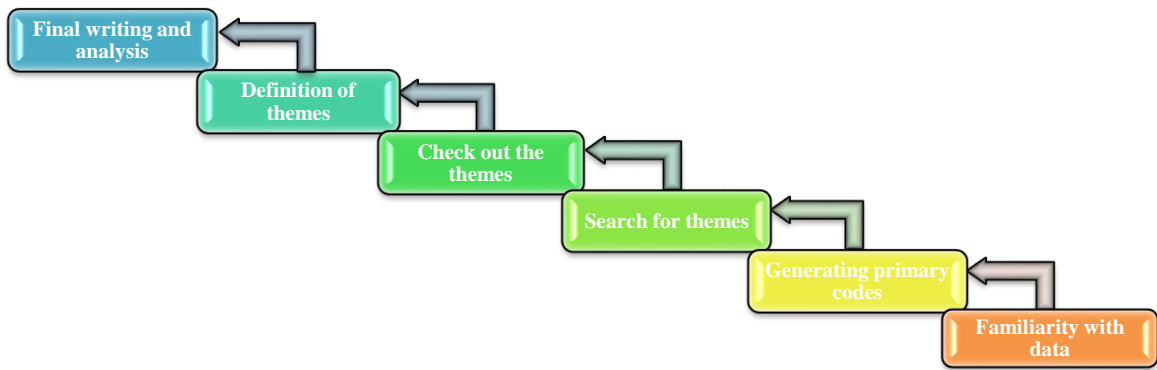 Final writing and
analysis
Definition of
themes
Check out the
themes
Search for themes
Generating primary
codes
Familiarity with
data